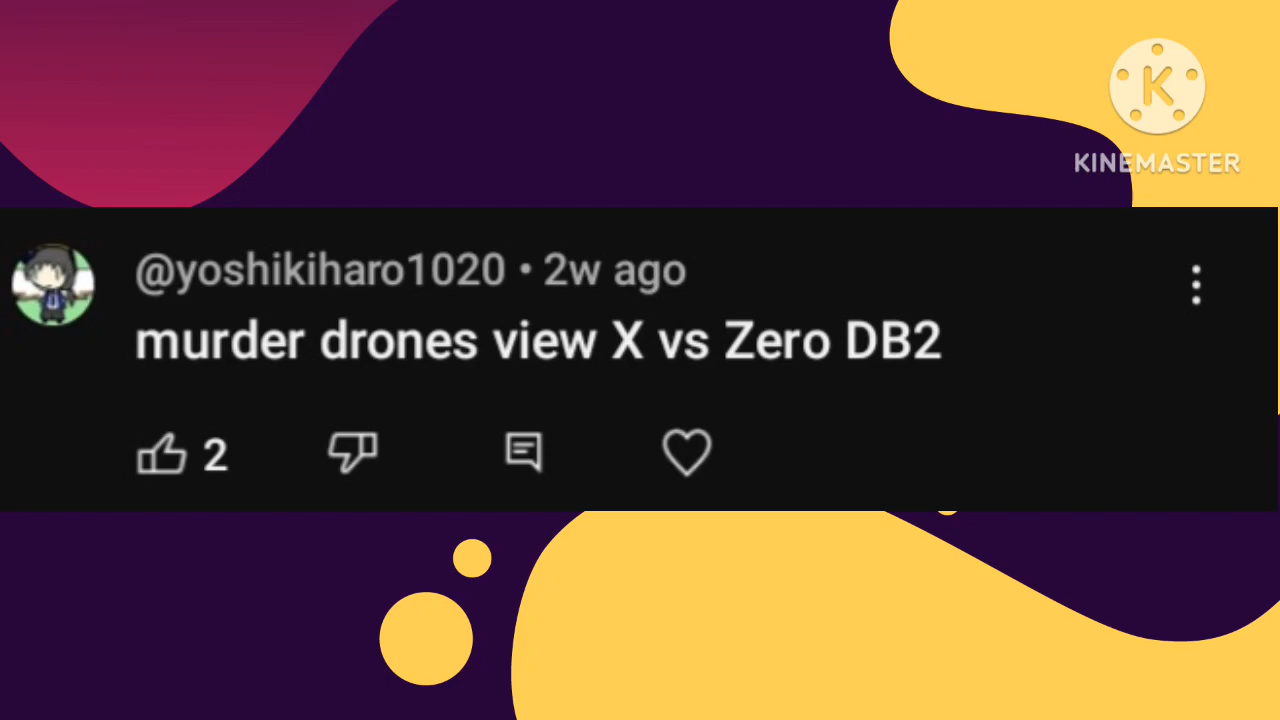 K
KINEMASTER
@yoshikiharo1020 • 2w ago
murder drones view X vs Zero DB2
2